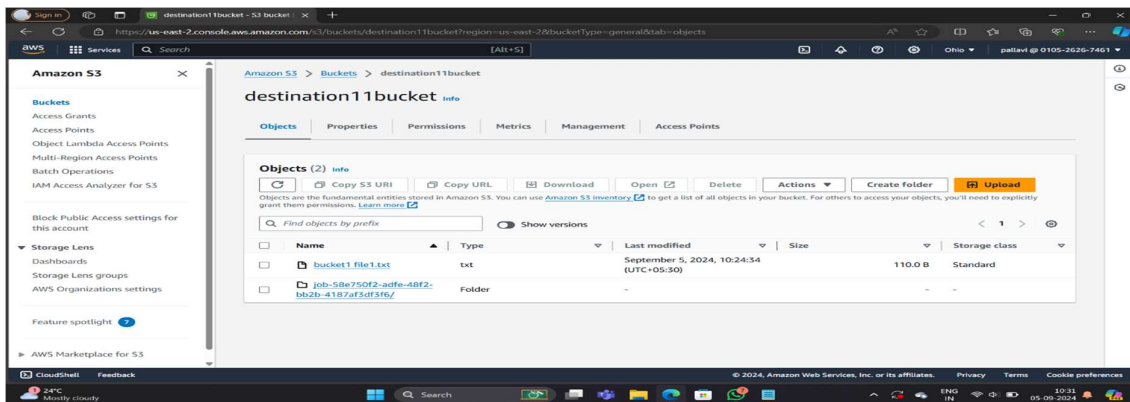 Sign in
destination11bucket - S3 bucket
https://us-east-2.console.aws.amazon.com/s3/buckets/destination11bucket?region=us-east-2&bucketType=general&tab=objects
aws Services Search [Alt+S] Ohio pallavi @ 0105-2626-7461
Amazon S3
Buckets
Access Grants
Access Points
Object Lambda Access Points
Multi-Region Access Points
Batch Operations
IAM Access Analyzer for S3
Block Public Access settings for
this account
Storage Lens
Dashboards
Storage Lens groups
AWS Organizations settings
Feature spotlight 7
AWS Marketplace for S3
Amazon S3 > Buckets > destination11bucket
destination11bucket Info
Objects Properties Permissions Metrics Management Access Points
Objects (2) Info
Copy S3 URI Copy URL Download Open Delete Actions Create folder Upload
Objects are the fundamental entities stored in Amazon S3. You can use Amazon S3 inventory to get a list of all objects in your bucket. For others to access your objects, you'll need to explicitly
grant them permissions. Learn more
Find objects by prefix Show versions < 1 >
Name Type Last modified Size Storage class
bucket1 file1.txt txt September 5, 2024, 10:24:34
(UTC+05:30) 110.0 B Standard
job-58e750f2-adfe-48f2-
bb2b-4187af3df3f6/ Folder - - -
CloudShell Feedback © 2024, Amazon Web Services, Inc. or its affiliates. Privacy Terms Cookie preferences
24°C
Mostly cloudy
Search
ENG
IN
10:31
05-09-2024